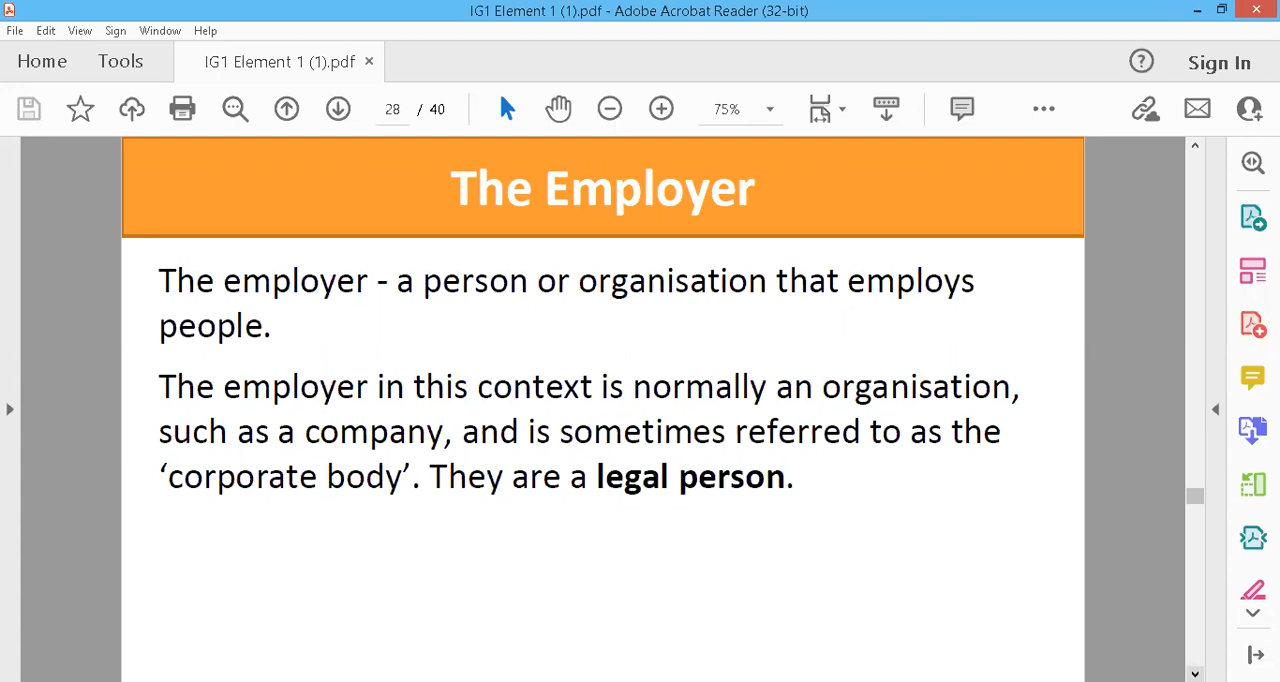 IG1 Element 1 (1).pdf - Adobe Acrobat Reader (32-bit)
File Edit View Sign Window Help
Home Tools IG1 Element 1 (1).pdf × Sign In
28 / 40 75%
The Employer
The employer - a person or organisation that employs
people.
The employer in this context is normally an organisation,
such as a company, and is sometimes referred to as the
‘corporate body’. They are a legal person.